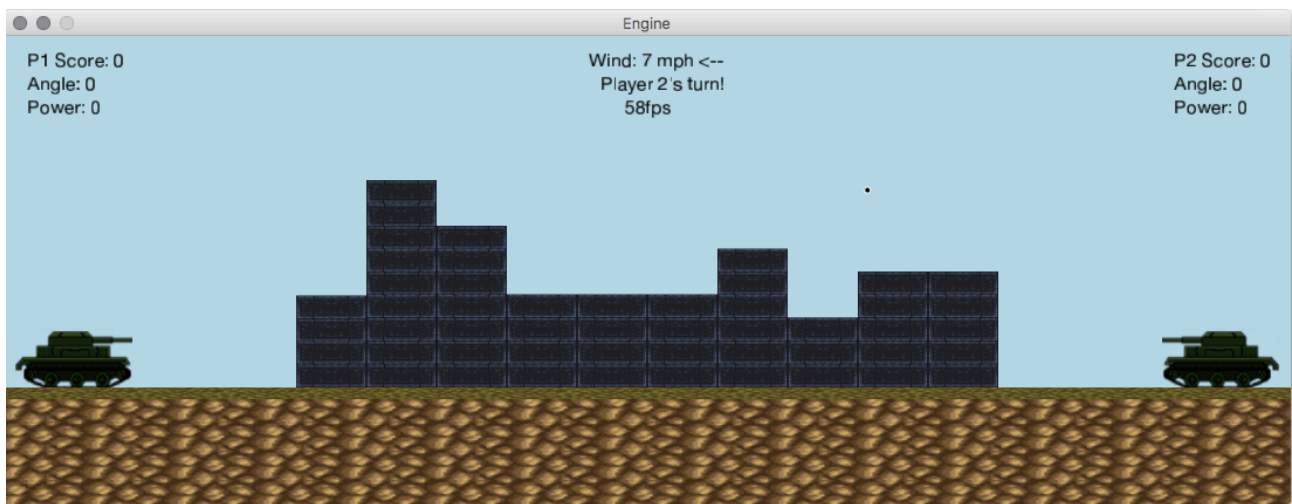 Engine
P1 Score: 0
Angle: 0
Power: 0
Wind: 7 mph <--
Player 2's turn!
58fps
P2 Score: 0
Angle: 0
Power: 0